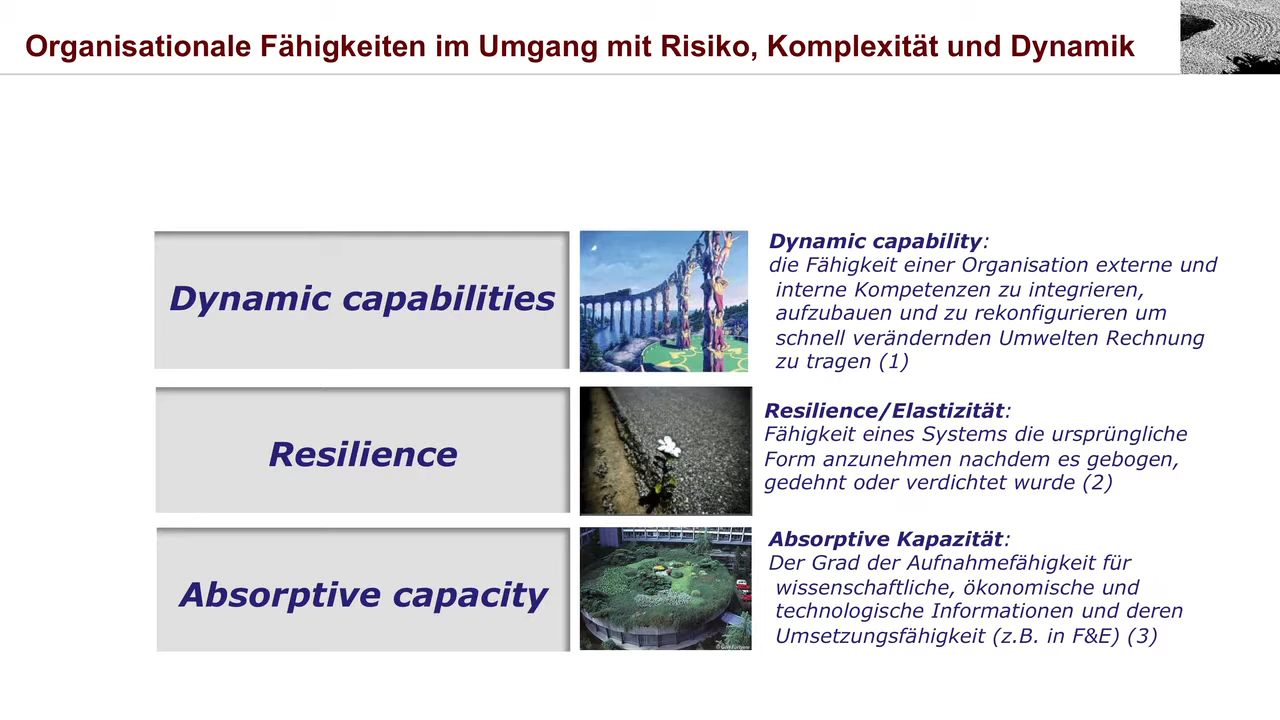 Organisationale Fähigkeiten im Umgang mit Risiko, Komplexität und Dynamik
Dynamic capabilities
Dynamic capability:
die Fähigkeit einer Organisation externe und
interne Kompetenzen zu integrieren,
aufzubauen und zu rekonfigurieren um
schnell verändernden Umwelten Rechnung
zu tragen (1)
Resilience
Resilience/Elastizität:
Fähigkeit eines Systems die ursprüngliche
Form anzunehmen nachdem es gebogen,
gedehnt oder verdichtet wurde (2)
Absorptive capacity
Absorptive Kapazität:
Der Grad der Aufnahmefähigkeit für
wissenschaftliche, ökonomische und
technologische Informationen und deren
Umsetzungsfähigkeit (z.B. in F&E) (3)